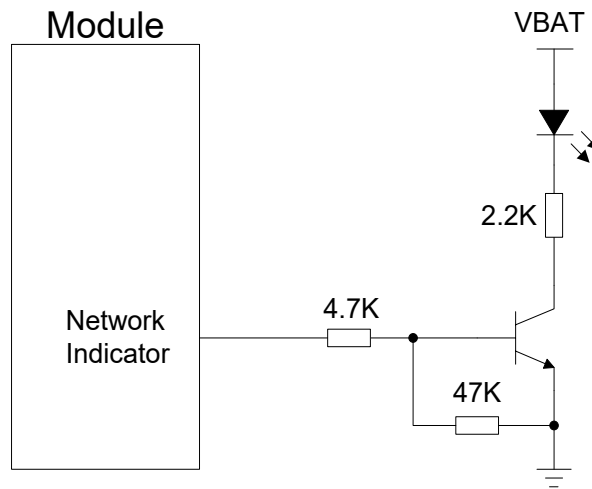 Module
VBAT
2.2K
4.7K
Network
Indicator
47K